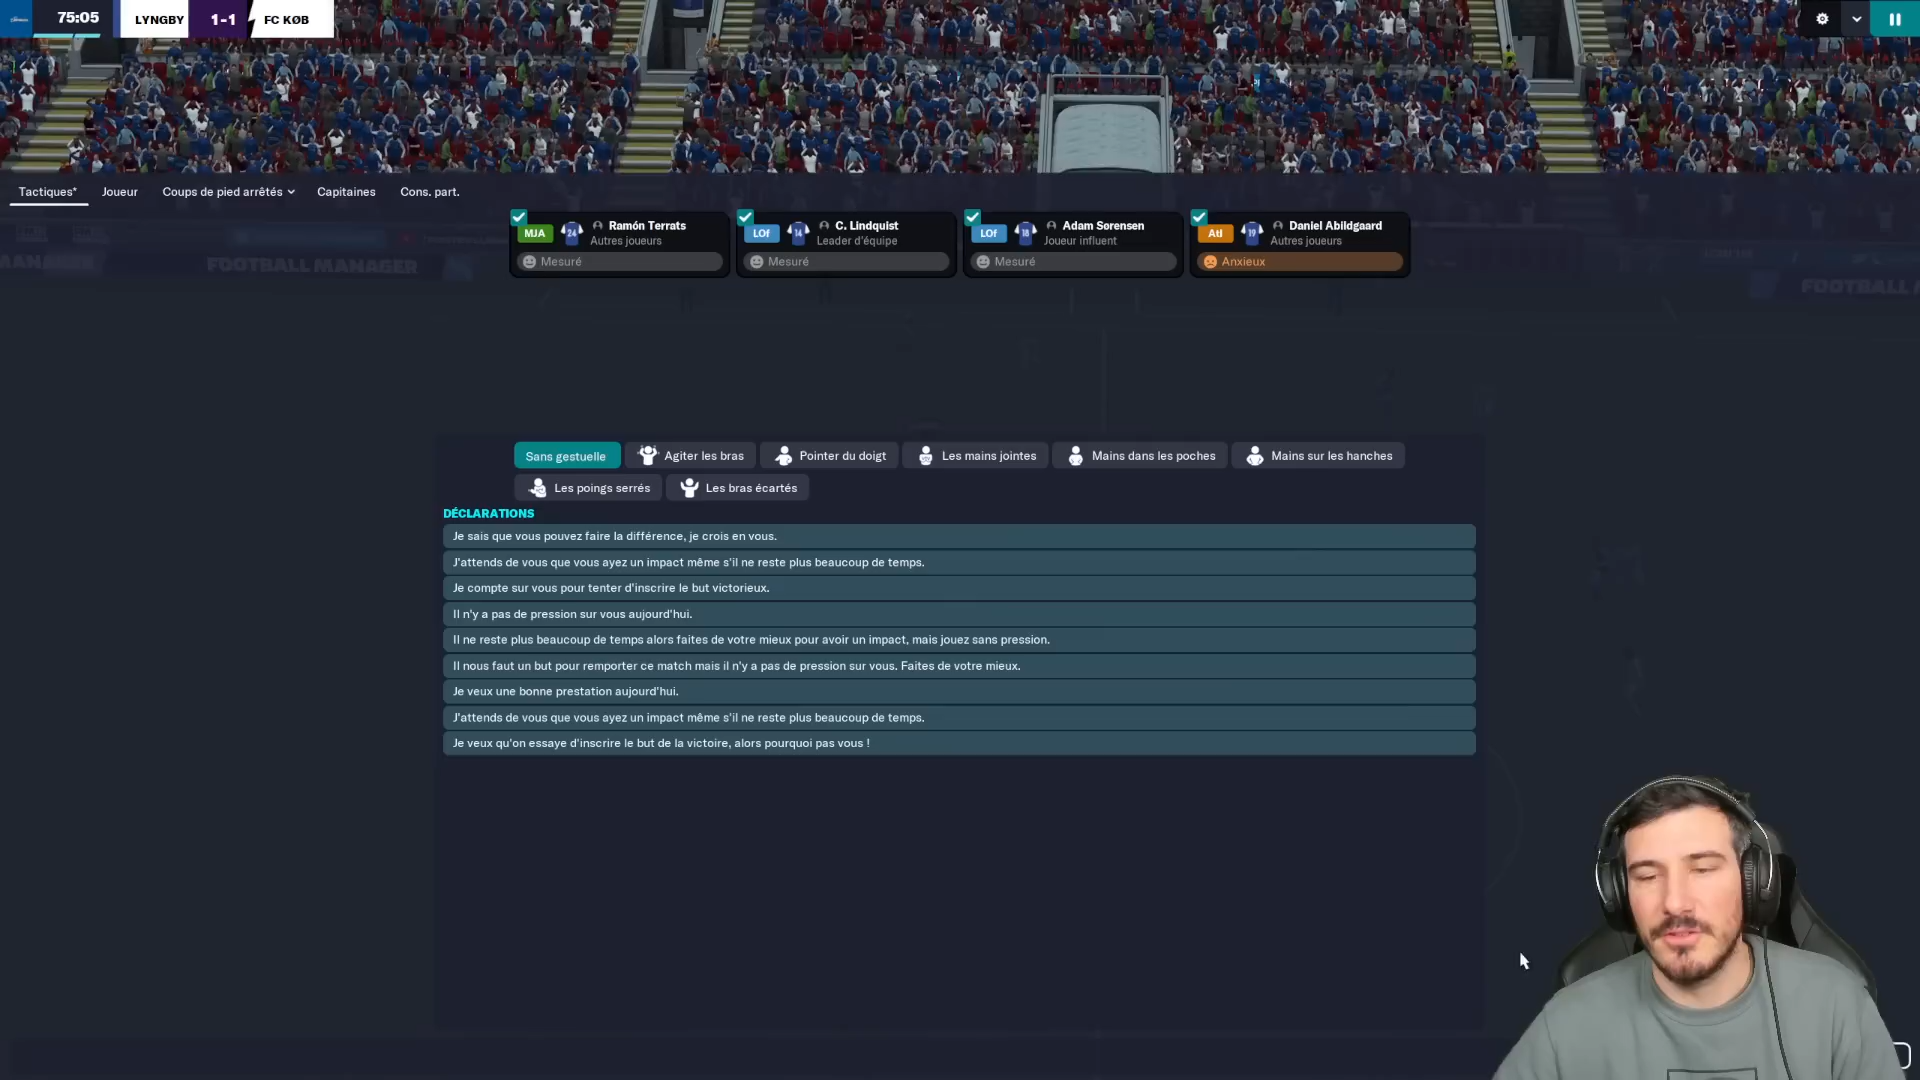 75:05
LYNGBY 1-1 FC KØB
Tactiques* Joueur Coups de pied arrêtés Capitaines Cons. part.
MJA 24 Ramón Terrats
Autres joueurs
Mesuré
LOf 14 C. Lindquist
Leader d'équipe
Mesuré
LOf 18 Adam Sørensen
Joueur influent
Mesuré
Atl 19 Daniel Abildgaard
Autres joueurs
Anxieux
FOOTBALL MANAGER
Sans gestuelle Agiter les bras Pointer du doigt Les mains jointes Mains dans les poches Mains sur les hanches
Les poings serrés Les bras écartés
DÉCLARATIONS
Je sais que vous pouvez faire la différence, je crois en vous.
J'attends de vous que vous ayez un impact même s'il ne reste plus beaucoup de temps.
Je compte sur vous pour tenter d'inscrire le but victorieux.
Il n'y a pas de pression sur vous aujourd'hui.
Il ne reste plus beaucoup de temps alors faites de votre mieux pour avoir un impact, mais jouez sans pression.
Il nous faut un but pour remporter ce match mais il n'y a pas de pression sur vous. Faites de votre mieux.
Je veux une bonne prestation aujourd'hui.
J'attends de vous que vous ayez un impact même s'il ne reste plus beaucoup de temps.
Je veux qu'on essaye d'inscrire le but de la victoire, alors pourquoi pas vous !